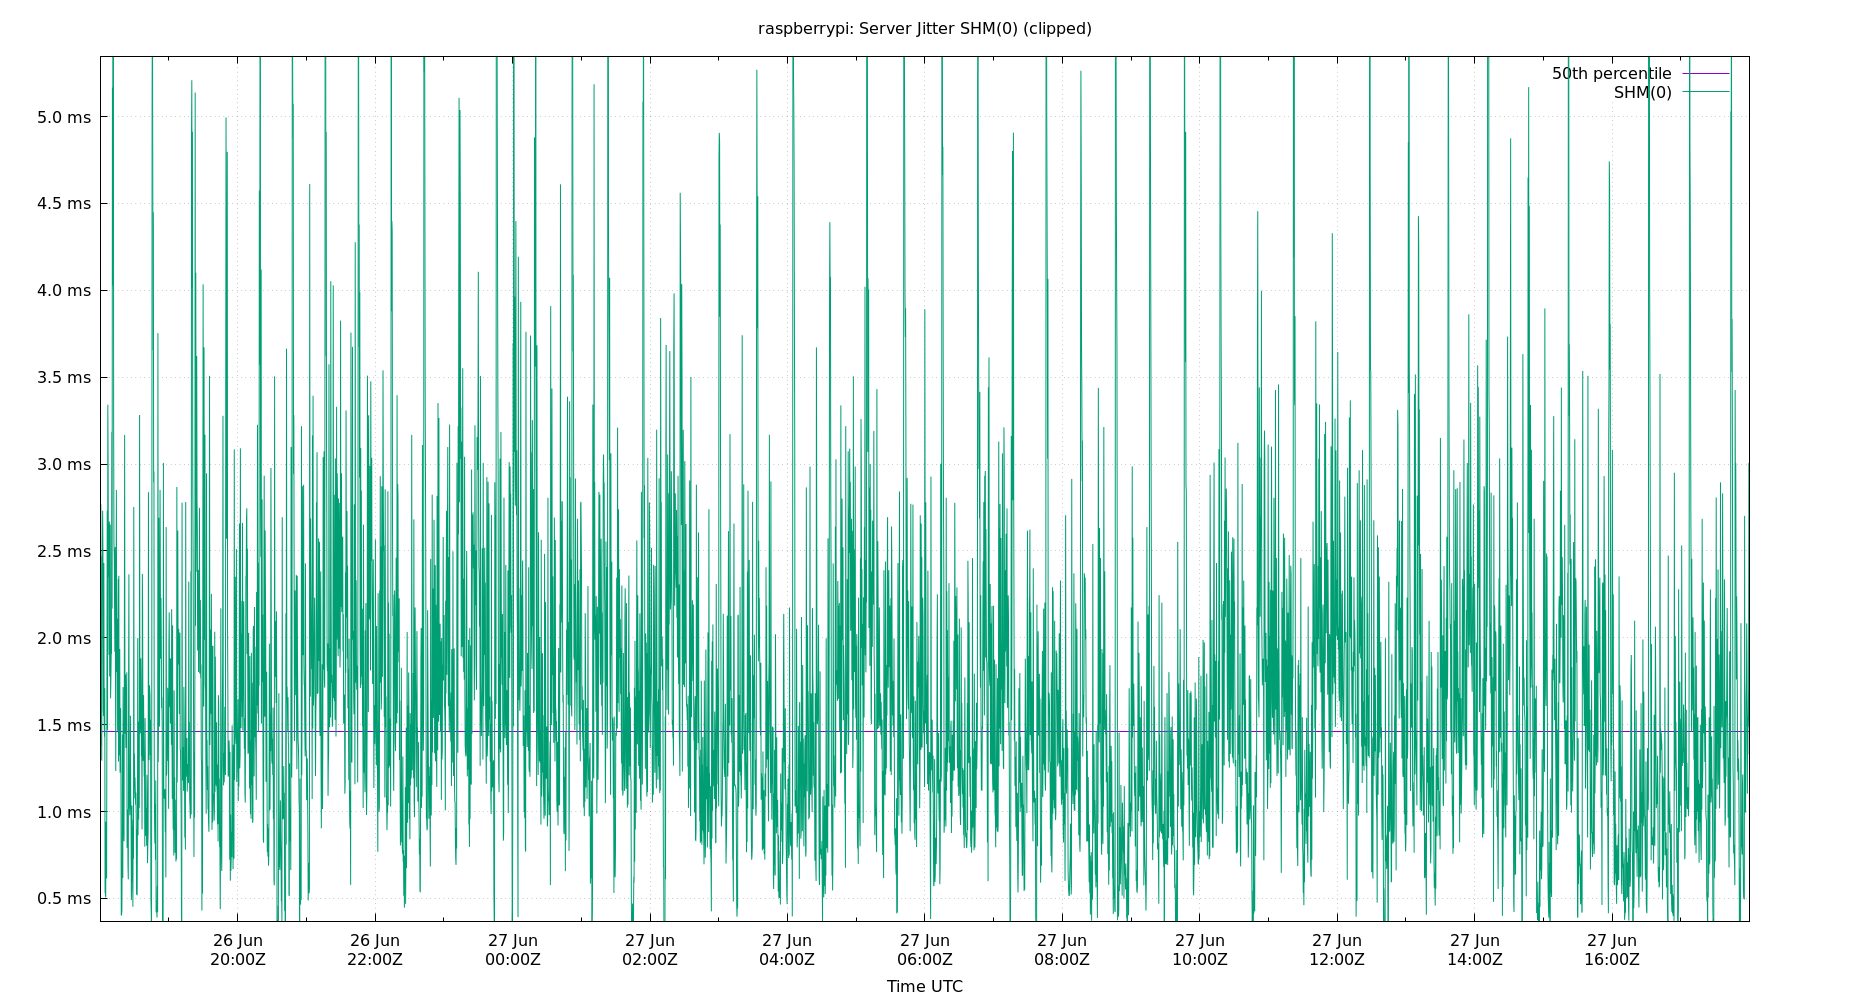 raspberrypi: Server Jitter SHM(0) (clipped)
50th percentile
SHM(0)
5.0 ms
4.5 ms
4.0 ms
3.5 ms
3.0 ms
2.5 ms
2.0 ms
1.5 ms
1.0 ms
0.5 ms
26 Jun 26 Jun 27 Jun 27 Jun 27 Jun 27 Jun 27 Jun 27 Jun 27 Jun 27 Jun 27 Jun
20:00Z 22:00Z 00:00Z 02:00Z 04:00Z 06:00Z 08:00Z 10:00Z 12:00Z 14:00Z 16:00Z
Time UTC